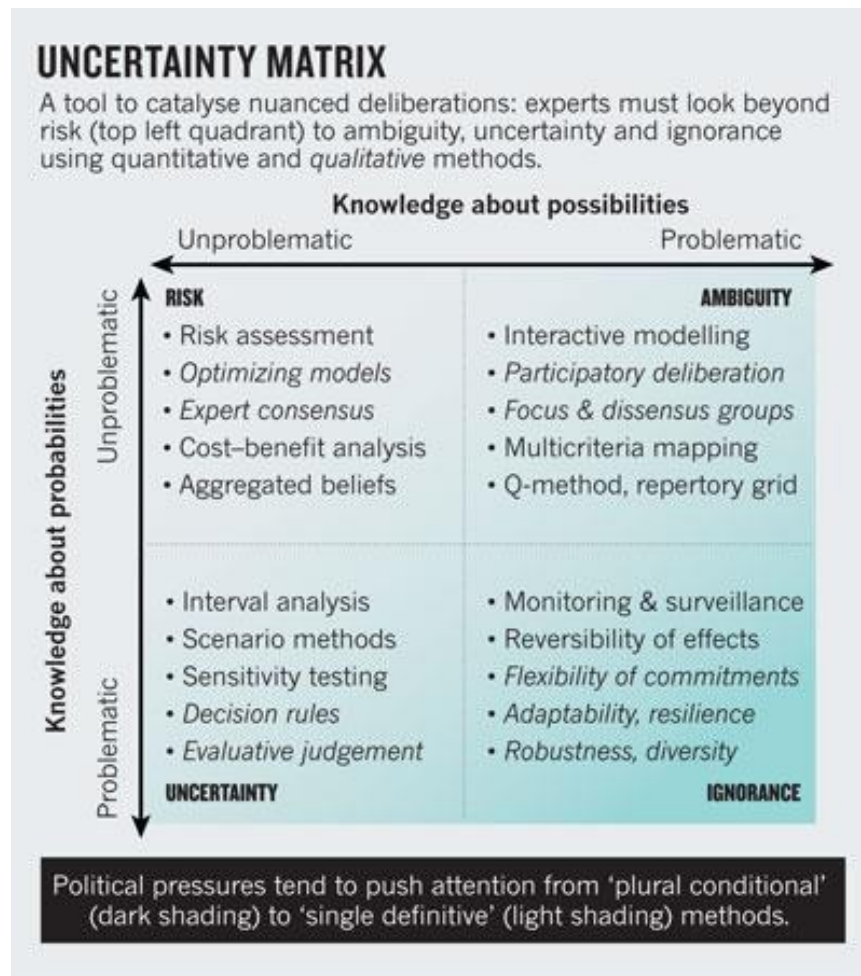 UNCERTAINTY MATRIX
A tool to catalyse nuanced deliberations: experts must look beyond
risk (top left quadrant) to ambiguity, uncertainty and ignorance
using quantitative and qualitative methods.
Knowledge about possibilities
Unproblematic
Problematic
Knowledge about probabilities
Unproblematic
Problematic
RISK
• Risk assessment
• Optimizing models
• Expert consensus
• Cost–benefit analysis
• Aggregated beliefs
AMBIGUITY
• Interactive modelling
• Participatory deliberation
• Focus & dissensus groups
• Multicriteria mapping
• Q-method, repertory grid
• Interval analysis
• Scenario methods
• Sensitivity testing
• Decision rules
• Evaluative judgement
UNCERTAINTY
• Monitoring & surveillance
• Reversibility of effects
• Flexibility of commitments
• Adaptability, resilience
• Robustness, diversity
IGNORANCE
Political pressures tend to push attention from ‘plural conditional’
(dark shading) to ‘single definitive’ (light shading) methods.